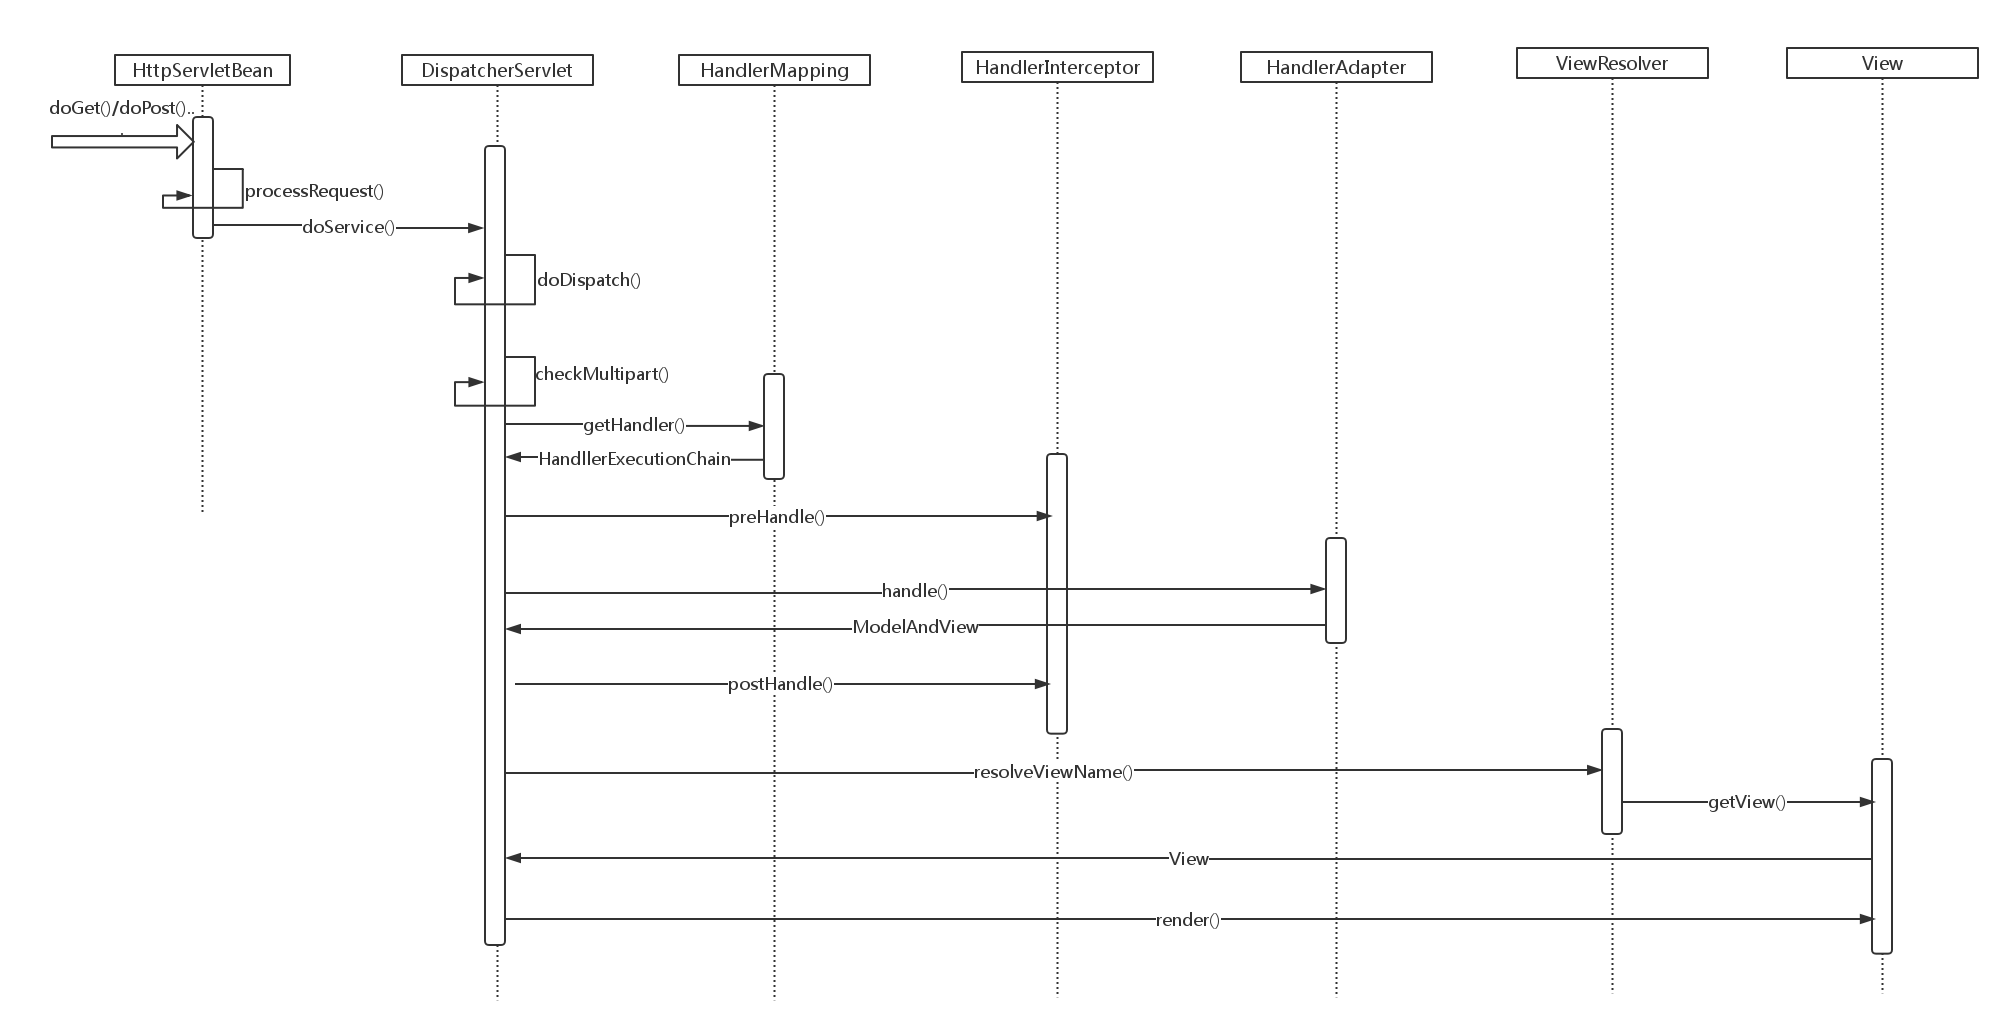 HttpServletBean
DispatcherServlet
HandlerMapping
HandlerInterceptor
HandlerAdapter
ViewResolver
View
doGet()/doPost()..
processRequest()
doService()
doDispatch()
checkMultipart()
getHandler()
HandllerExecutionChain
preHandle()
handle()
ModelAndView
postHandle()
resolveViewName()
getView()
View
render()